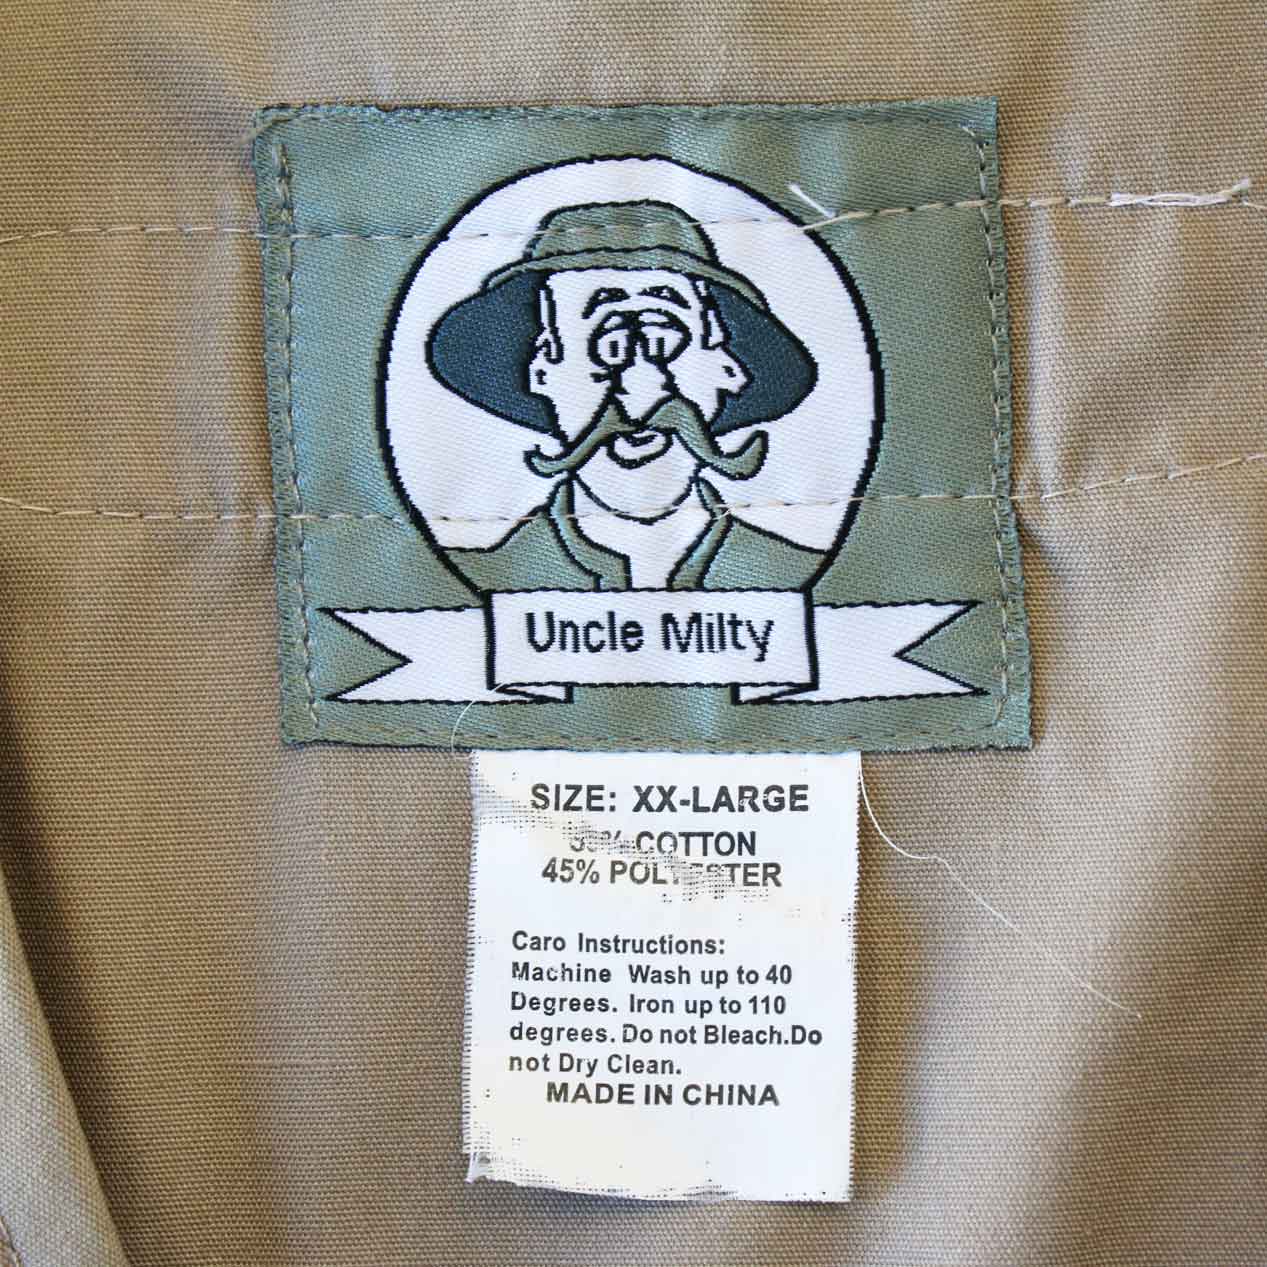 Uncle Milty
SIZE: XX-LARGE
COTTON
45% POLYESTER
Caro Instructions:
Machine Wash up to 40
Degrees. Iron up to 110
degrees. Do not Bleach.Do
not Dry Clean.
MADE IN CHINA